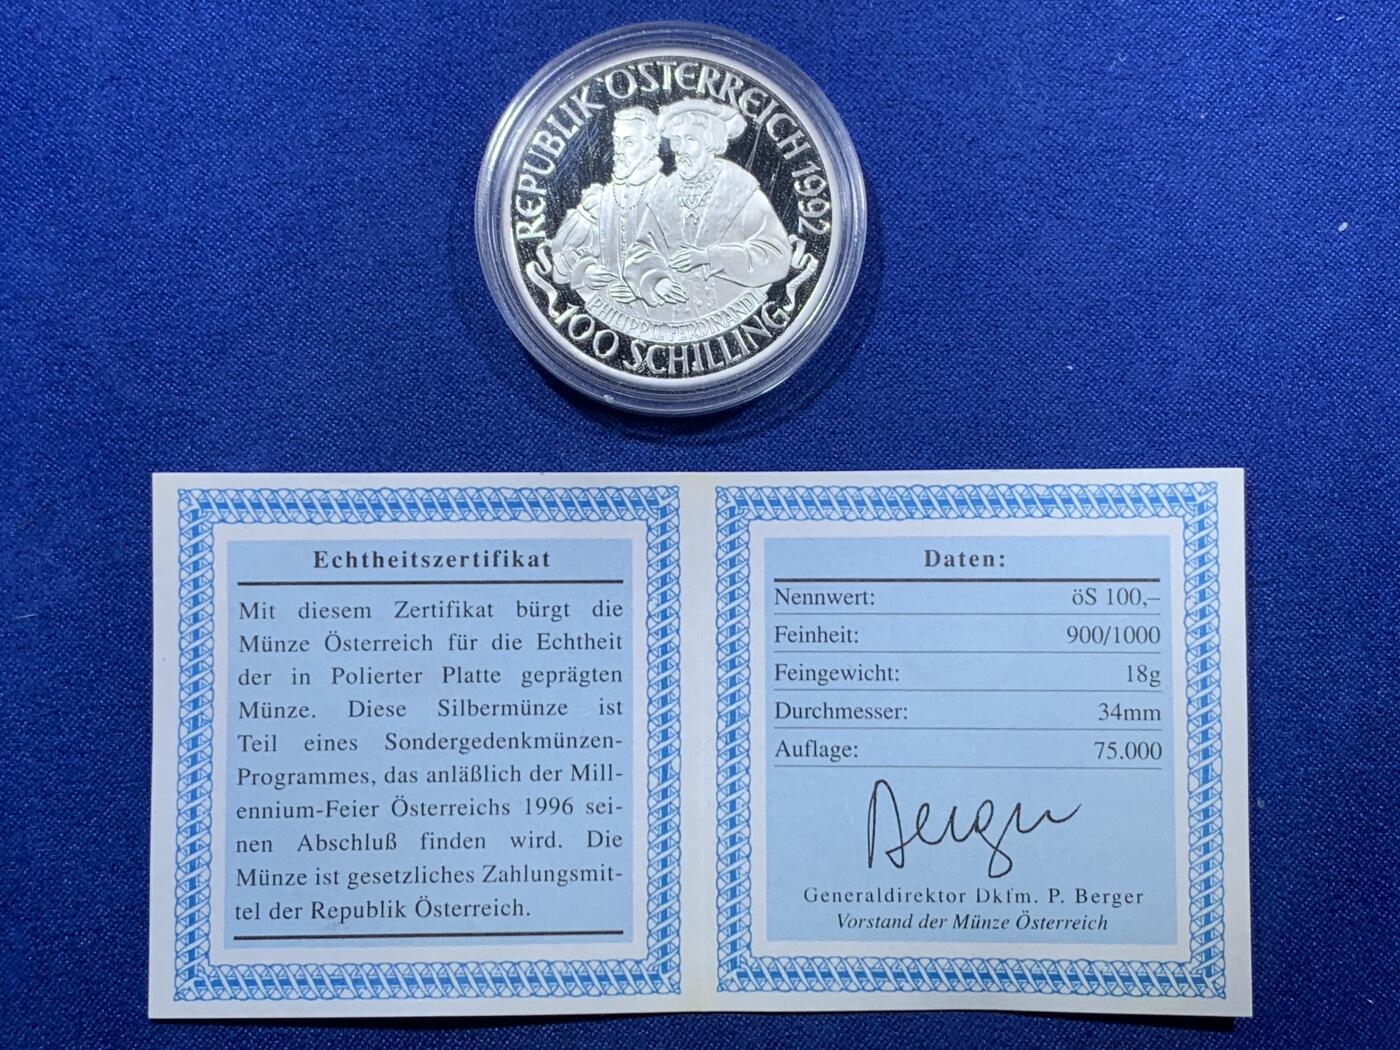 REPUBLIK ÖSTERREICH 1992
PHILIPP II. FERDINAND I
100 SCHILLING
Echtheitszertifikat
Mit diesem Zertifikat bürgt die
Münze Österreich für die Echtheit
der in Polierter Platte geprägten
Münze. Diese Silbermünze ist
Teil eines Sondergedenkmünzen-
Programmes, das anläßlich der Mill-
ennium-Feier Österreichs 1996 sei-
nen Abschluß finden wird. Die
Münze ist gesetzliches Zahlungsmit-
tel der Republik Österreich.
Daten:
Nennwert: öS 100,–
Feinheit: 900/1000
Feingewicht: 18g
Durchmesser: 34mm
Auflage: 75.000
Berger
Generaldirektor Dkfm. P. Berger
Vorstand der Münze Österreich